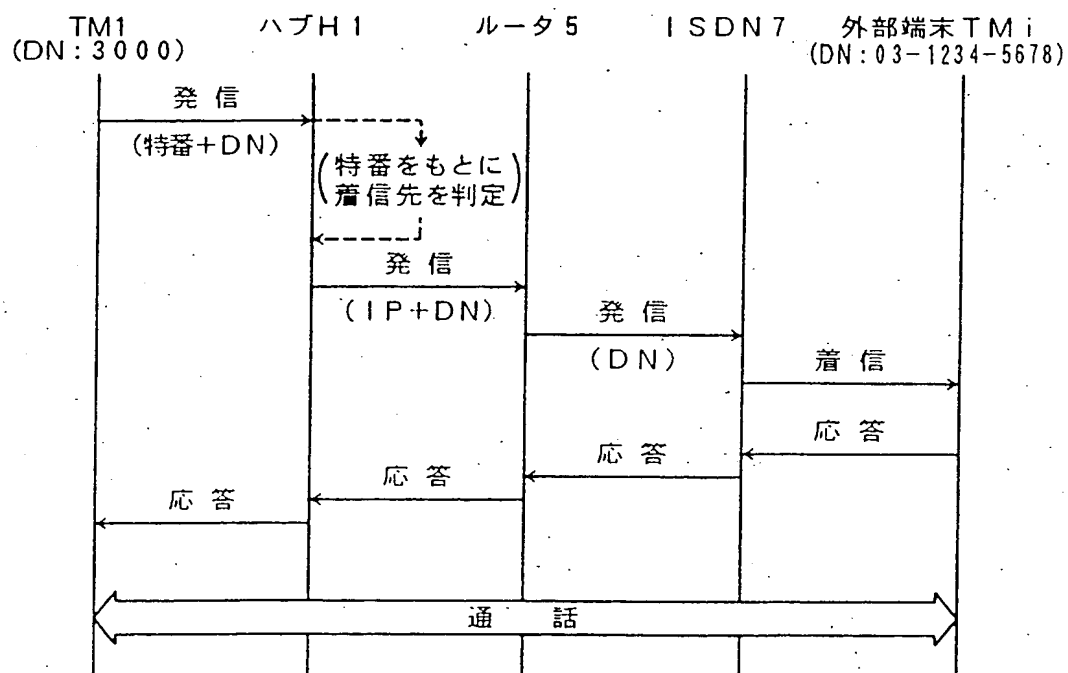 TM1 ハブH1 ルータ5 ISDN7 外部端末TMi
(DN:3000) (DN:03-1234-5678)
発信
(特番+DN)
(特番をもとに
着信先を判定)
発信
(IP+DN)
発信
(DN)
着信
応答
応答
応答
応答
通話